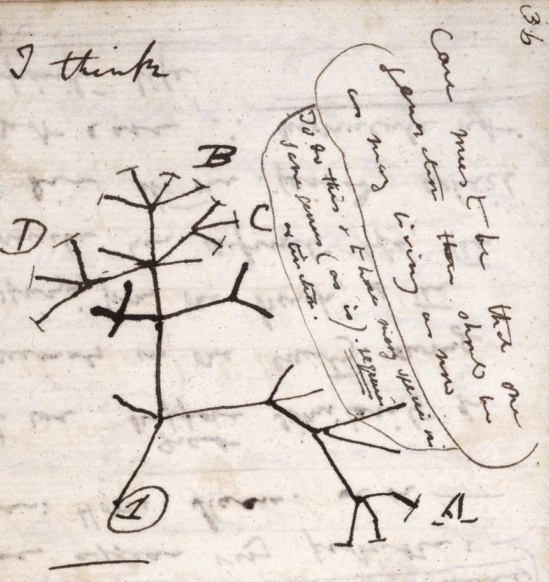 36
I think
Case must be that one
generation then should be
as many living as now
To do this & to have many species in
same genus (as is). requires
extinction.
B
C
D
A
1